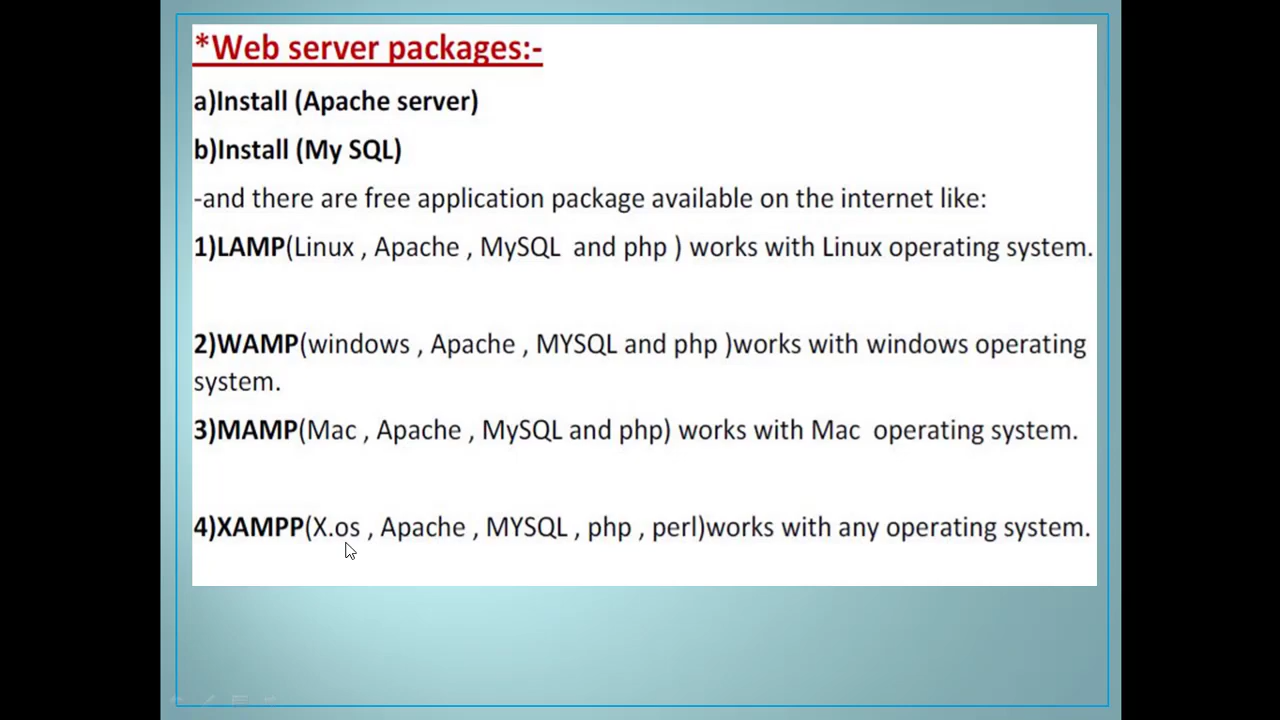 *Web server packages:-
a)Install (Apache server)
b)Install (My SQL)
-and there are free application package available on the internet like:
1)LAMP(Linux , Apache , MySQL  and php ) works with Linux operating system.
2)WAMP(windows , Apache , MYSQL and php )works with windows operating
system.
3)MAMP(Mac , Apache , MySQL and php) works with Mac  operating system.
4)XAMPP(X.os , Apache , MYSQL , php , perl)works with any operating system.